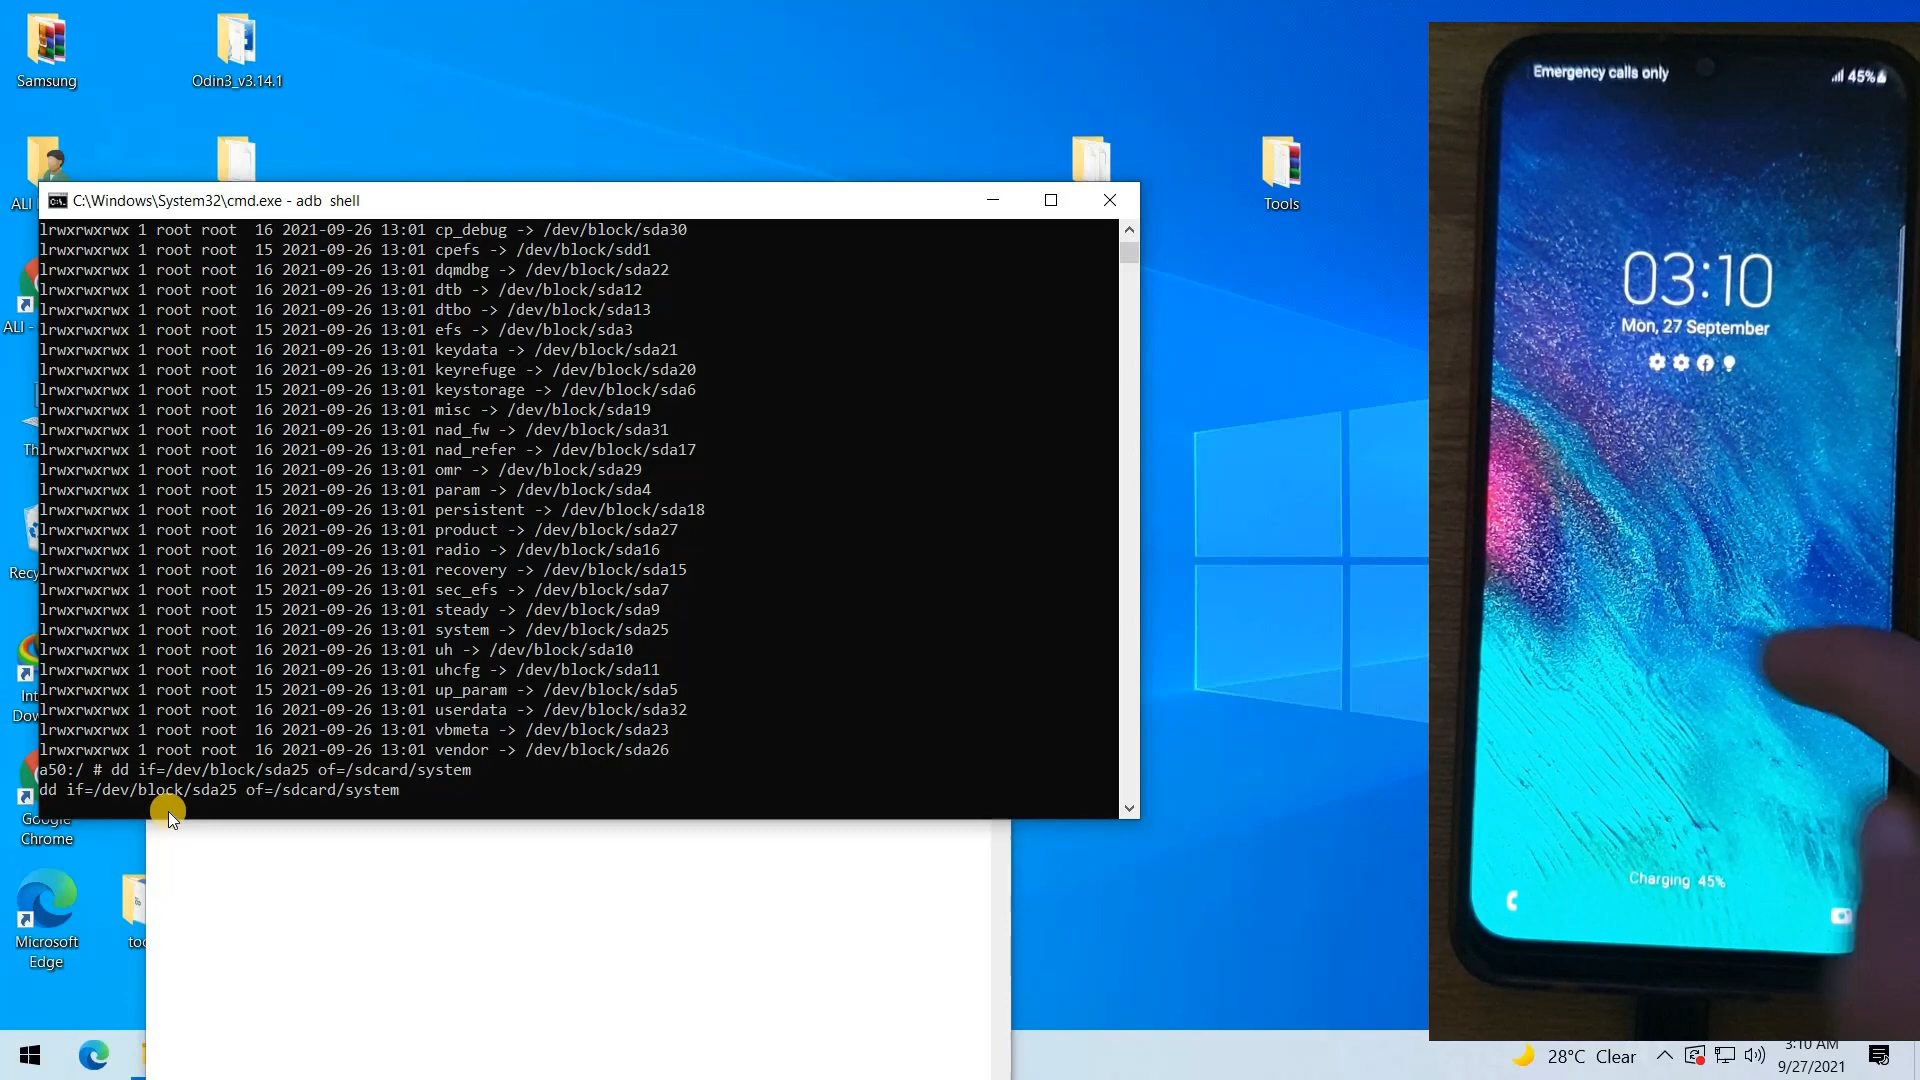 Samsung
Odin3_v3.14.1
ALI
Tools
C:\Windows\System32\cmd.exe - adb  shell
lrwxrwxrwx 1 root root  16 2021-09-26 13:01 cp_debug -> /dev/block/sda30
lrwxrwxrwx 1 root root  15 2021-09-26 13:01 cpefs -> /dev/block/sdd1
lrwxrwxrwx 1 root root  16 2021-09-26 13:01 dqmdbg -> /dev/block/sda22
lrwxrwxrwx 1 root root  16 2021-09-26 13:01 dtb -> /dev/block/sda12
lrwxrwxrwx 1 root root  16 2021-09-26 13:01 dtbo -> /dev/block/sda13
lrwxrwxrwx 1 root root  15 2021-09-26 13:01 efs -> /dev/block/sda3
lrwxrwxrwx 1 root root  16 2021-09-26 13:01 keydata -> /dev/block/sda21
lrwxrwxrwx 1 root root  16 2021-09-26 13:01 keyrefuge -> /dev/block/sda20
lrwxrwxrwx 1 root root  15 2021-09-26 13:01 keystorage -> /dev/block/sda6
lrwxrwxrwx 1 root root  16 2021-09-26 13:01 misc -> /dev/block/sda19
lrwxrwxrwx 1 root root  16 2021-09-26 13:01 nad_fw -> /dev/block/sda31
lrwxrwxrwx 1 root root  16 2021-09-26 13:01 nad_refer -> /dev/block/sda17
lrwxrwxrwx 1 root root  16 2021-09-26 13:01 omr -> /dev/block/sda29
lrwxrwxrwx 1 root root  15 2021-09-26 13:01 param -> /dev/block/sda4
lrwxrwxrwx 1 root root  16 2021-09-26 13:01 persistent -> /dev/block/sda18
lrwxrwxrwx 1 root root  16 2021-09-26 13:01 product -> /dev/block/sda27
lrwxrwxrwx 1 root root  16 2021-09-26 13:01 radio -> /dev/block/sda16
lrwxrwxrwx 1 root root  16 2021-09-26 13:01 recovery -> /dev/block/sda15
lrwxrwxrwx 1 root root  15 2021-09-26 13:01 sec_efs -> /dev/block/sda7
lrwxrwxrwx 1 root root  15 2021-09-26 13:01 steady -> /dev/block/sda9
lrwxrwxrwx 1 root root  16 2021-09-26 13:01 system -> /dev/block/sda25
lrwxrwxrwx 1 root root  16 2021-09-26 13:01 uh -> /dev/block/sda10
lrwxrwxrwx 1 root root  16 2021-09-26 13:01 uhcfg -> /dev/block/sda11
lrwxrwxrwx 1 root root  15 2021-09-26 13:01 up_param -> /dev/block/sda5
lrwxrwxrwx 1 root root  16 2021-09-26 13:01 userdata -> /dev/block/sda32
lrwxrwxrwx 1 root root  16 2021-09-26 13:01 vbmeta -> /dev/block/sda23
lrwxrwxrwx 1 root root  16 2021-09-26 13:01 vendor -> /dev/block/sda26
a50:/ # dd if=/dev/block/sda25 of=/sdcard/system
dd if=/dev/block/sda25 of=/sdcard/system
ALI -
Th
Recy
Int
Dow
Google
Chrome
Microsoft
Edge
too
Emergency calls only
45%
03:10
Mon, 27 September
Charging 45%
28°C Clear
3:10 AM
9/27/2021